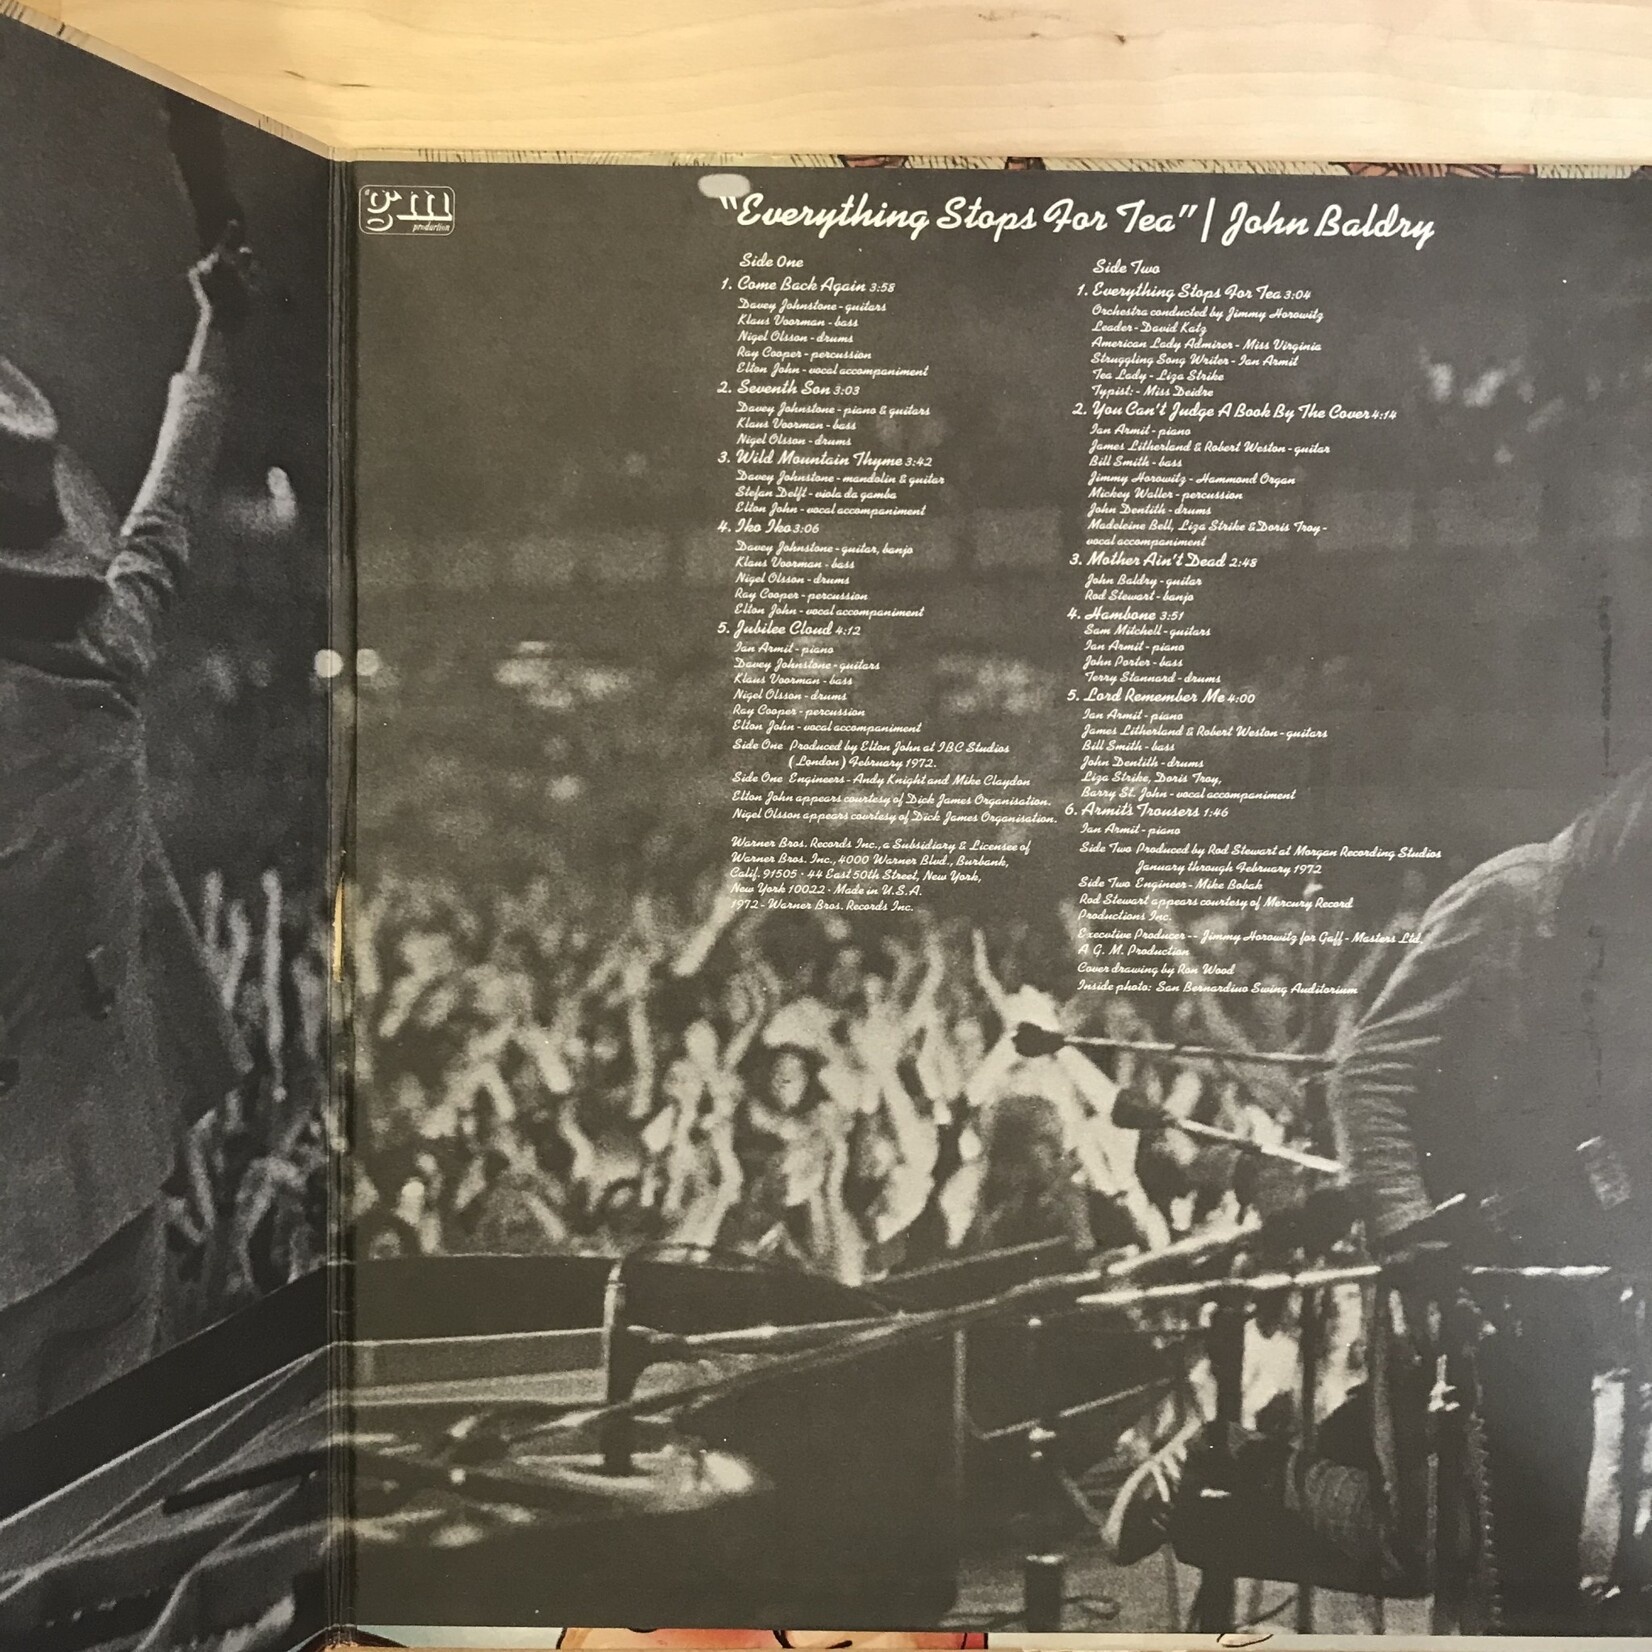 gm
production
"Everything Stops For Tea" | John Baldry
Side One
1. Come Back Again 3:58
Davey Johnstone - guitars
Klaus Voorman - bass
Nigel Olsson - drums
Ray Cooper - percussion
Elton John - vocal accompaniment
2. Seventh Son 3:03
Davey Johnstone - piano & guitars
Klaus Voorman - bass
Nigel Olsson - drums
3. Wild Mountain Thyme 3:42
Davey Johnstone - mandolin & guitar
Stefan Delft - viola da gamba
Elton John - vocal accompaniment
4. Iko Iko 3:06
Davey Johnstone - guitar, banjo
Klaus Voorman - bass
Nigel Olsson - drums
Ray Cooper - percussion
Elton John - vocal accompaniment
5. Jubilee Cloud 4:12
Ian Armit - piano
Davey Johnstone - guitars
Klaus Voorman - bass
Nigel Olsson - drums
Ray Cooper - percussion
Elton John - vocal accompaniment
Side One Produced by Elton John at IBC Studios
(London) February 1972.
Side One Engineers - Andy Knight and Mike Claydon
Elton John appears courtesy of Dick James Organisation.
Nigel Olsson appears courtesy of Dick James Organisation.
Warner Bros. Records Inc., a Subsidiary & Licensee of
Warner Bros. Inc., 4000 Warner Blvd., Burbank,
Calif. 91505 · 44 East 50th Street, New York,
New York 10022 · Made in U.S.A.
1972 - Warner Bros. Records Inc.
Side Two
1. Everything Stops For Tea 3:04
Orchestra conducted by Jimmy Horowitz
Leader - David Katz
American Lady Admirer - Miss Virginia
Struggling Song Writer - Ian Armit
Tea Lady - Liza Strike
Typist: - Miss Deidre
2. You Can't Judge A Book By The Cover 4:14
Ian Armit - piano
James Litherland & Robert Weston - guitar
Bill Smith - bass
Jimmy Horowitz - Hammond Organ
Mickey Waller - percussion
John Dentith - drums
Madeleine Bell, Liza Strike & Doris Troy -
vocal accompaniment
3. Mother Ain't Dead 2:48
John Baldry - guitar
Rod Stewart - banjo
4. Hambone 3:51
Sam Mitchell - guitars
Ian Armit - piano
John Porter - bass
Terry Stannard - drums
5. Lord Remember Me 4:00
Ian Armit - piano
James Litherland & Robert Weston - guitars
Bill Smith - bass
John Dentith - drums
Liza Strike, Doris Troy,
Barry St. John - vocal accompaniment
6. Armit's Trousers 1:46
Ian Armit - piano
Side Two Produced by Rod Stewart at Morgan Recording Studios
January through February 1972
Side Two Engineer - Mike Bobak
Rod Stewart appears courtesy of Mercury Record
Productions Inc.
Executive Producer -- Jimmy Horowitz for Gaff - Masters Ltd.
A G. M. Production
Cover drawing by Ron Wood
Inside photo: San Bernardino Swing Auditorium